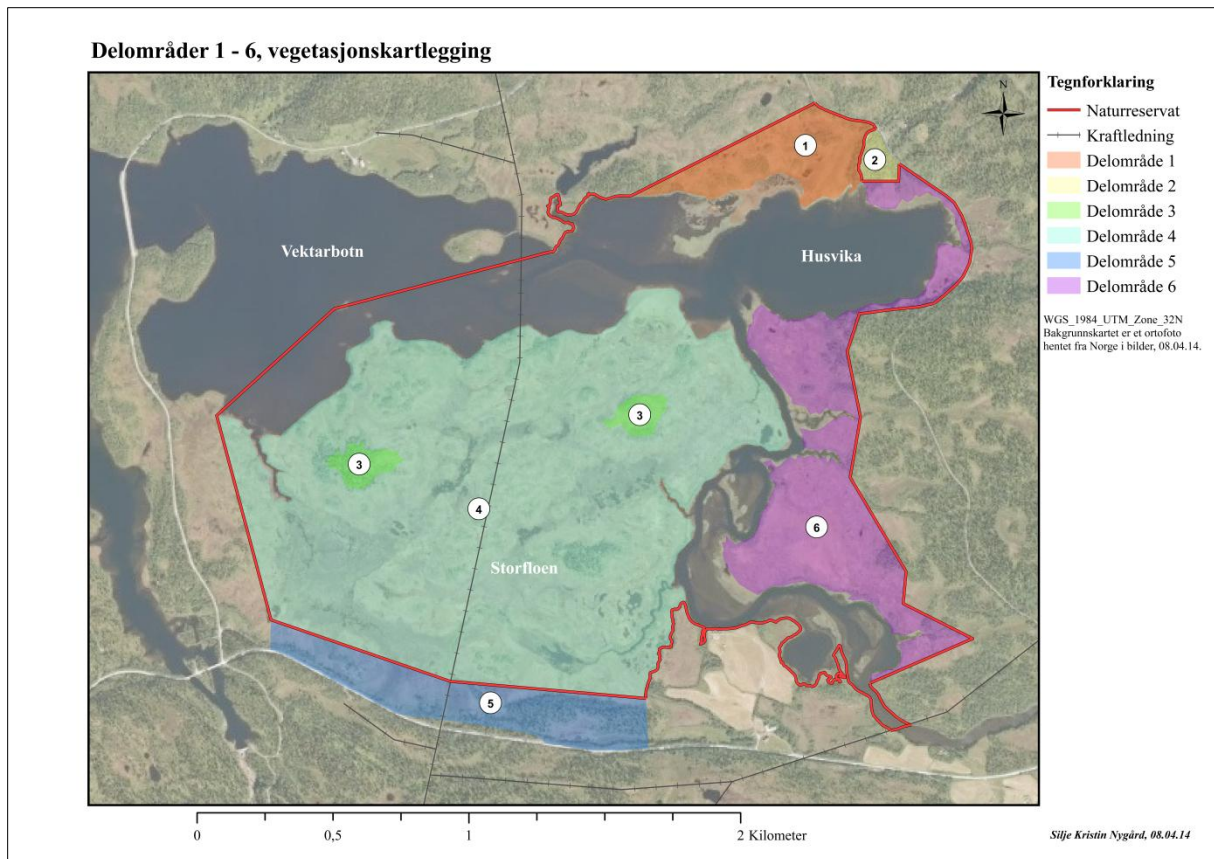 Delområder 1 - 6, vegetasjonskartlegging
Tegnforklaring
N
Naturreservat
Kraftledning
Delområde 1
Delområde 2
Delområde 3
Delområde 4
Delområde 5
Delområde 6
WGS_1984_UTM_Zone_32N
Bakgrunnskartet er et ortofoto
hentet fra Norge i bilder, 08.04.14.
1
2
Vektarbotn
Husvika
3
3
4
6
Storfloen
5
0 0,5 1 2 Kilometer
Silje Kristin Nygård, 08.04.14